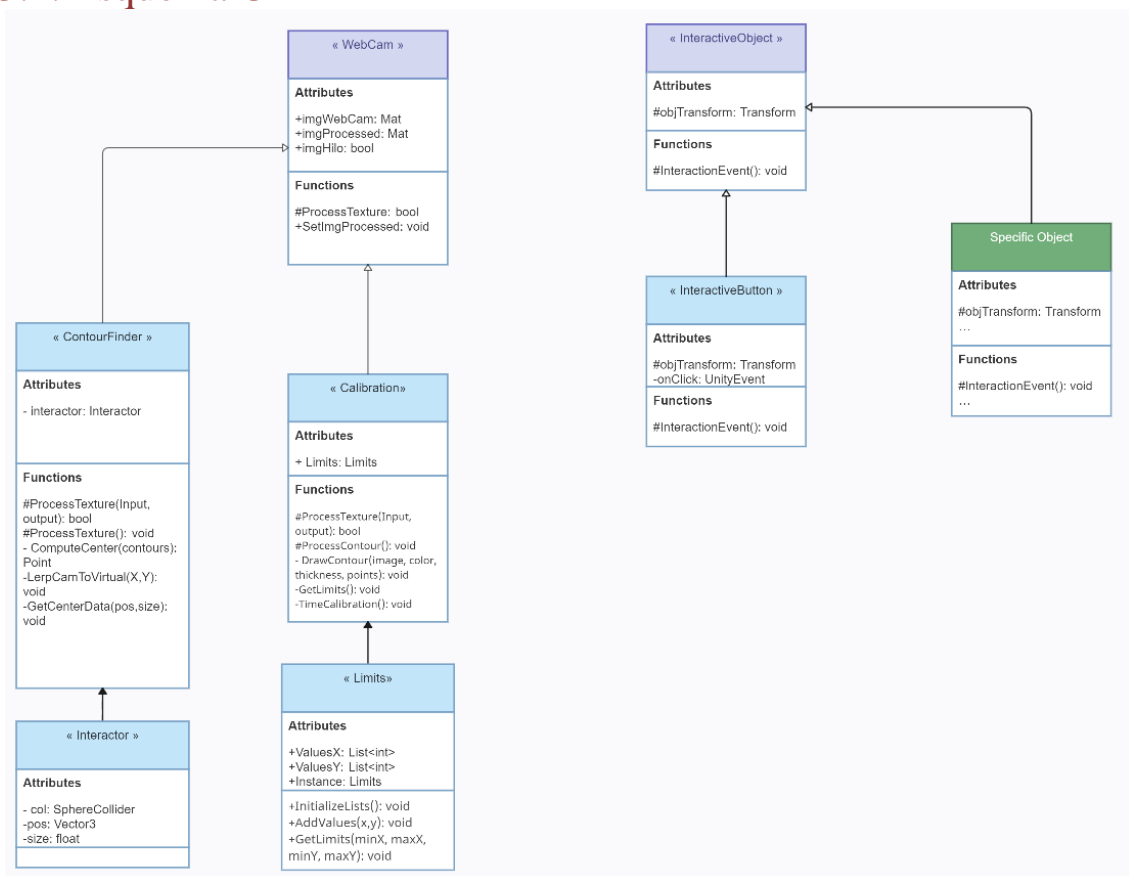 « WebCam »
Attributes
+imgWebCam: Mat
+imgProcessed: Mat
+imgHilo: bool
Functions
#ProcessTexture: bool
+SetImgProcessed: void
« InteractiveObject »
Attributes
#objTransform: Transform
Functions
#InteractionEvent(): void
Specific Object
Attributes
#objTransform: Transform
...
Functions
#InteractionEvent(): void
...
« InteractiveButton »
Attributes
#objTransform: Transform
-onClick: UnityEvent
Functions
#InteractionEvent(): void
« ContourFinder »
Attributes
- interactor: Interactor
Functions
#ProcessTexture(Input,
output): bool
#ProcessTexture(): void
- ComputeCenter(contours):
Point
-LerpCamToVirtual(X,Y):
void
-GetCenterData(pos,size):
void
« Calibration»
Attributes
+ Limits: Limits
Functions
#ProcessTexture(Input,
output): bool
#ProcessContour(): void
- DrawContour(image, color,
thickness, points): void
-GetLimits(): void
-TimeCalibration(): void
« Interactor »
Attributes
- col: SphereCollider
-pos: Vector3
-size: float
« Limits»
Attributes
+ValuesX: List<int>
+ValuesY: List<int>
+Instance: Limits
+InitializeLists(): void
+AddValues(x,y): void
+GetLimits(minX, maxX,
minY, maxY): void